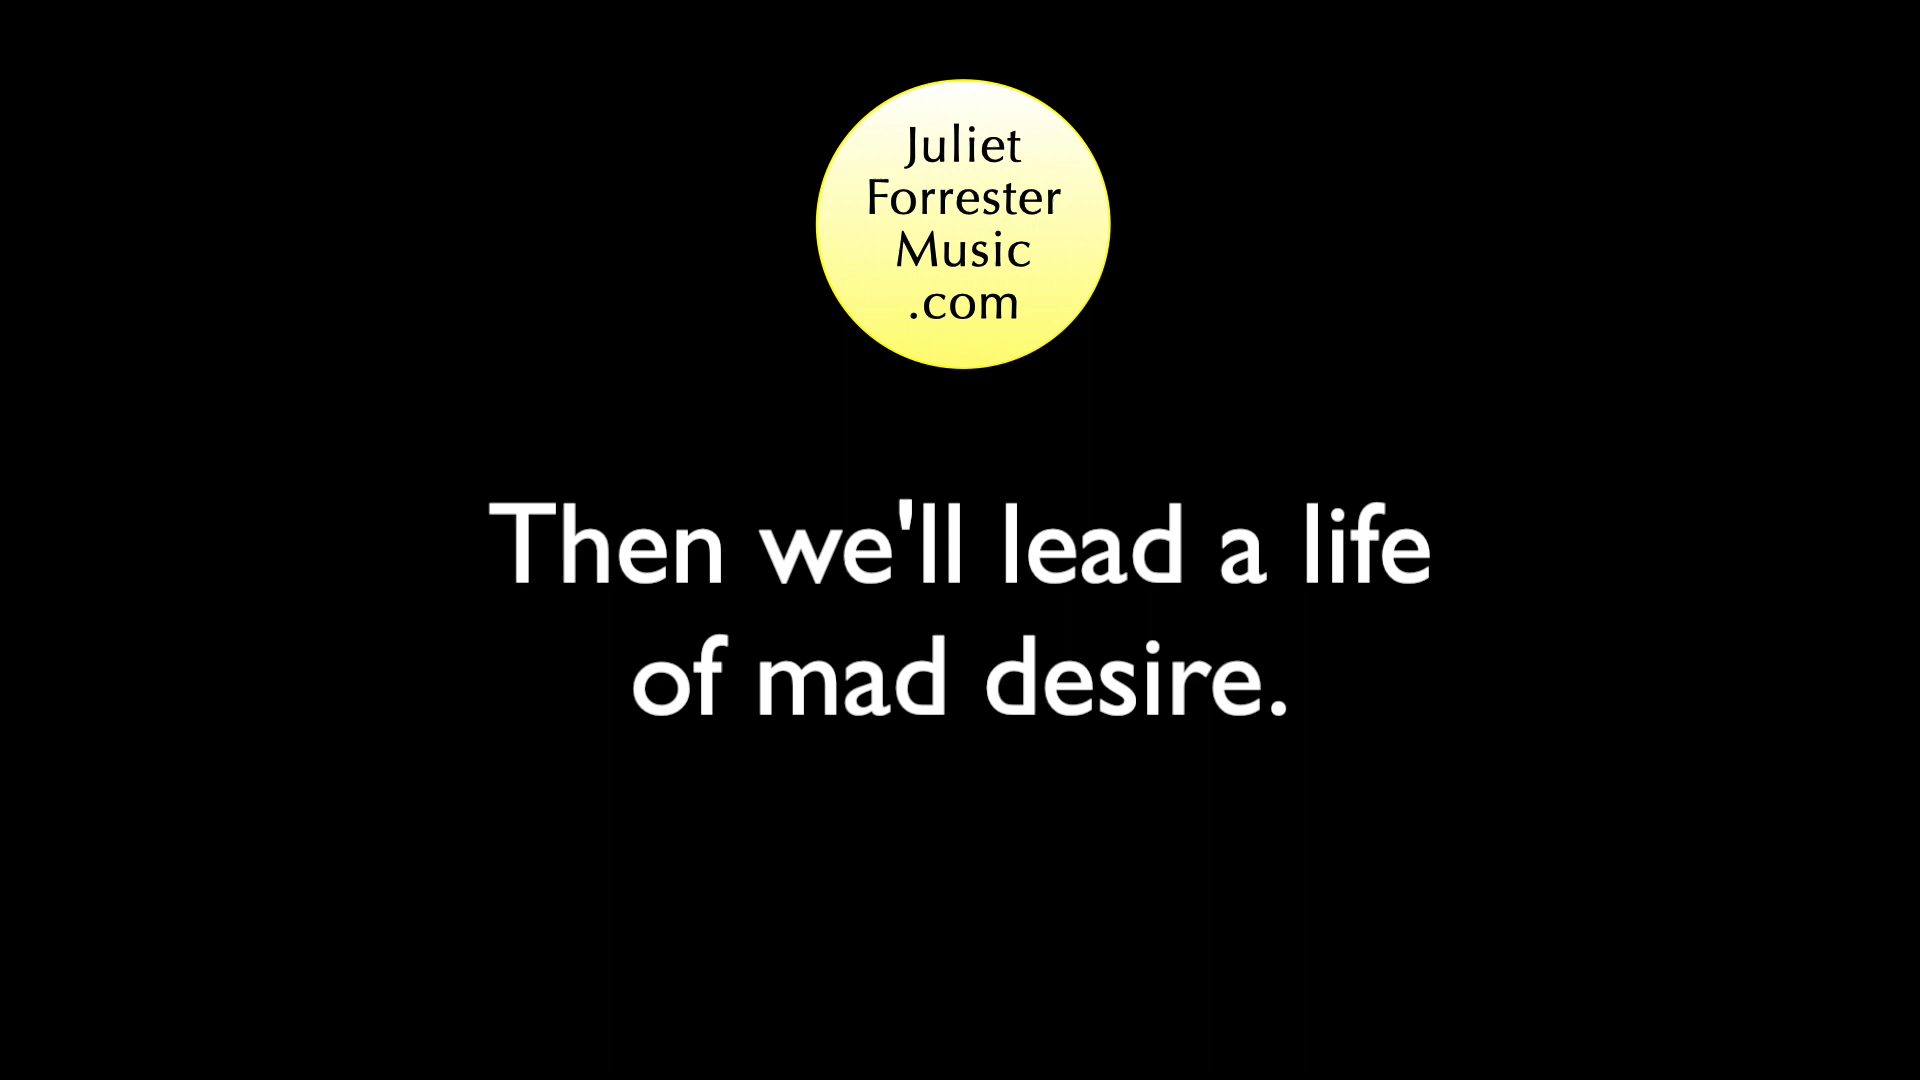 Juliet
Forrester
Music
.com
Then we'll lead a life
of mad desire.